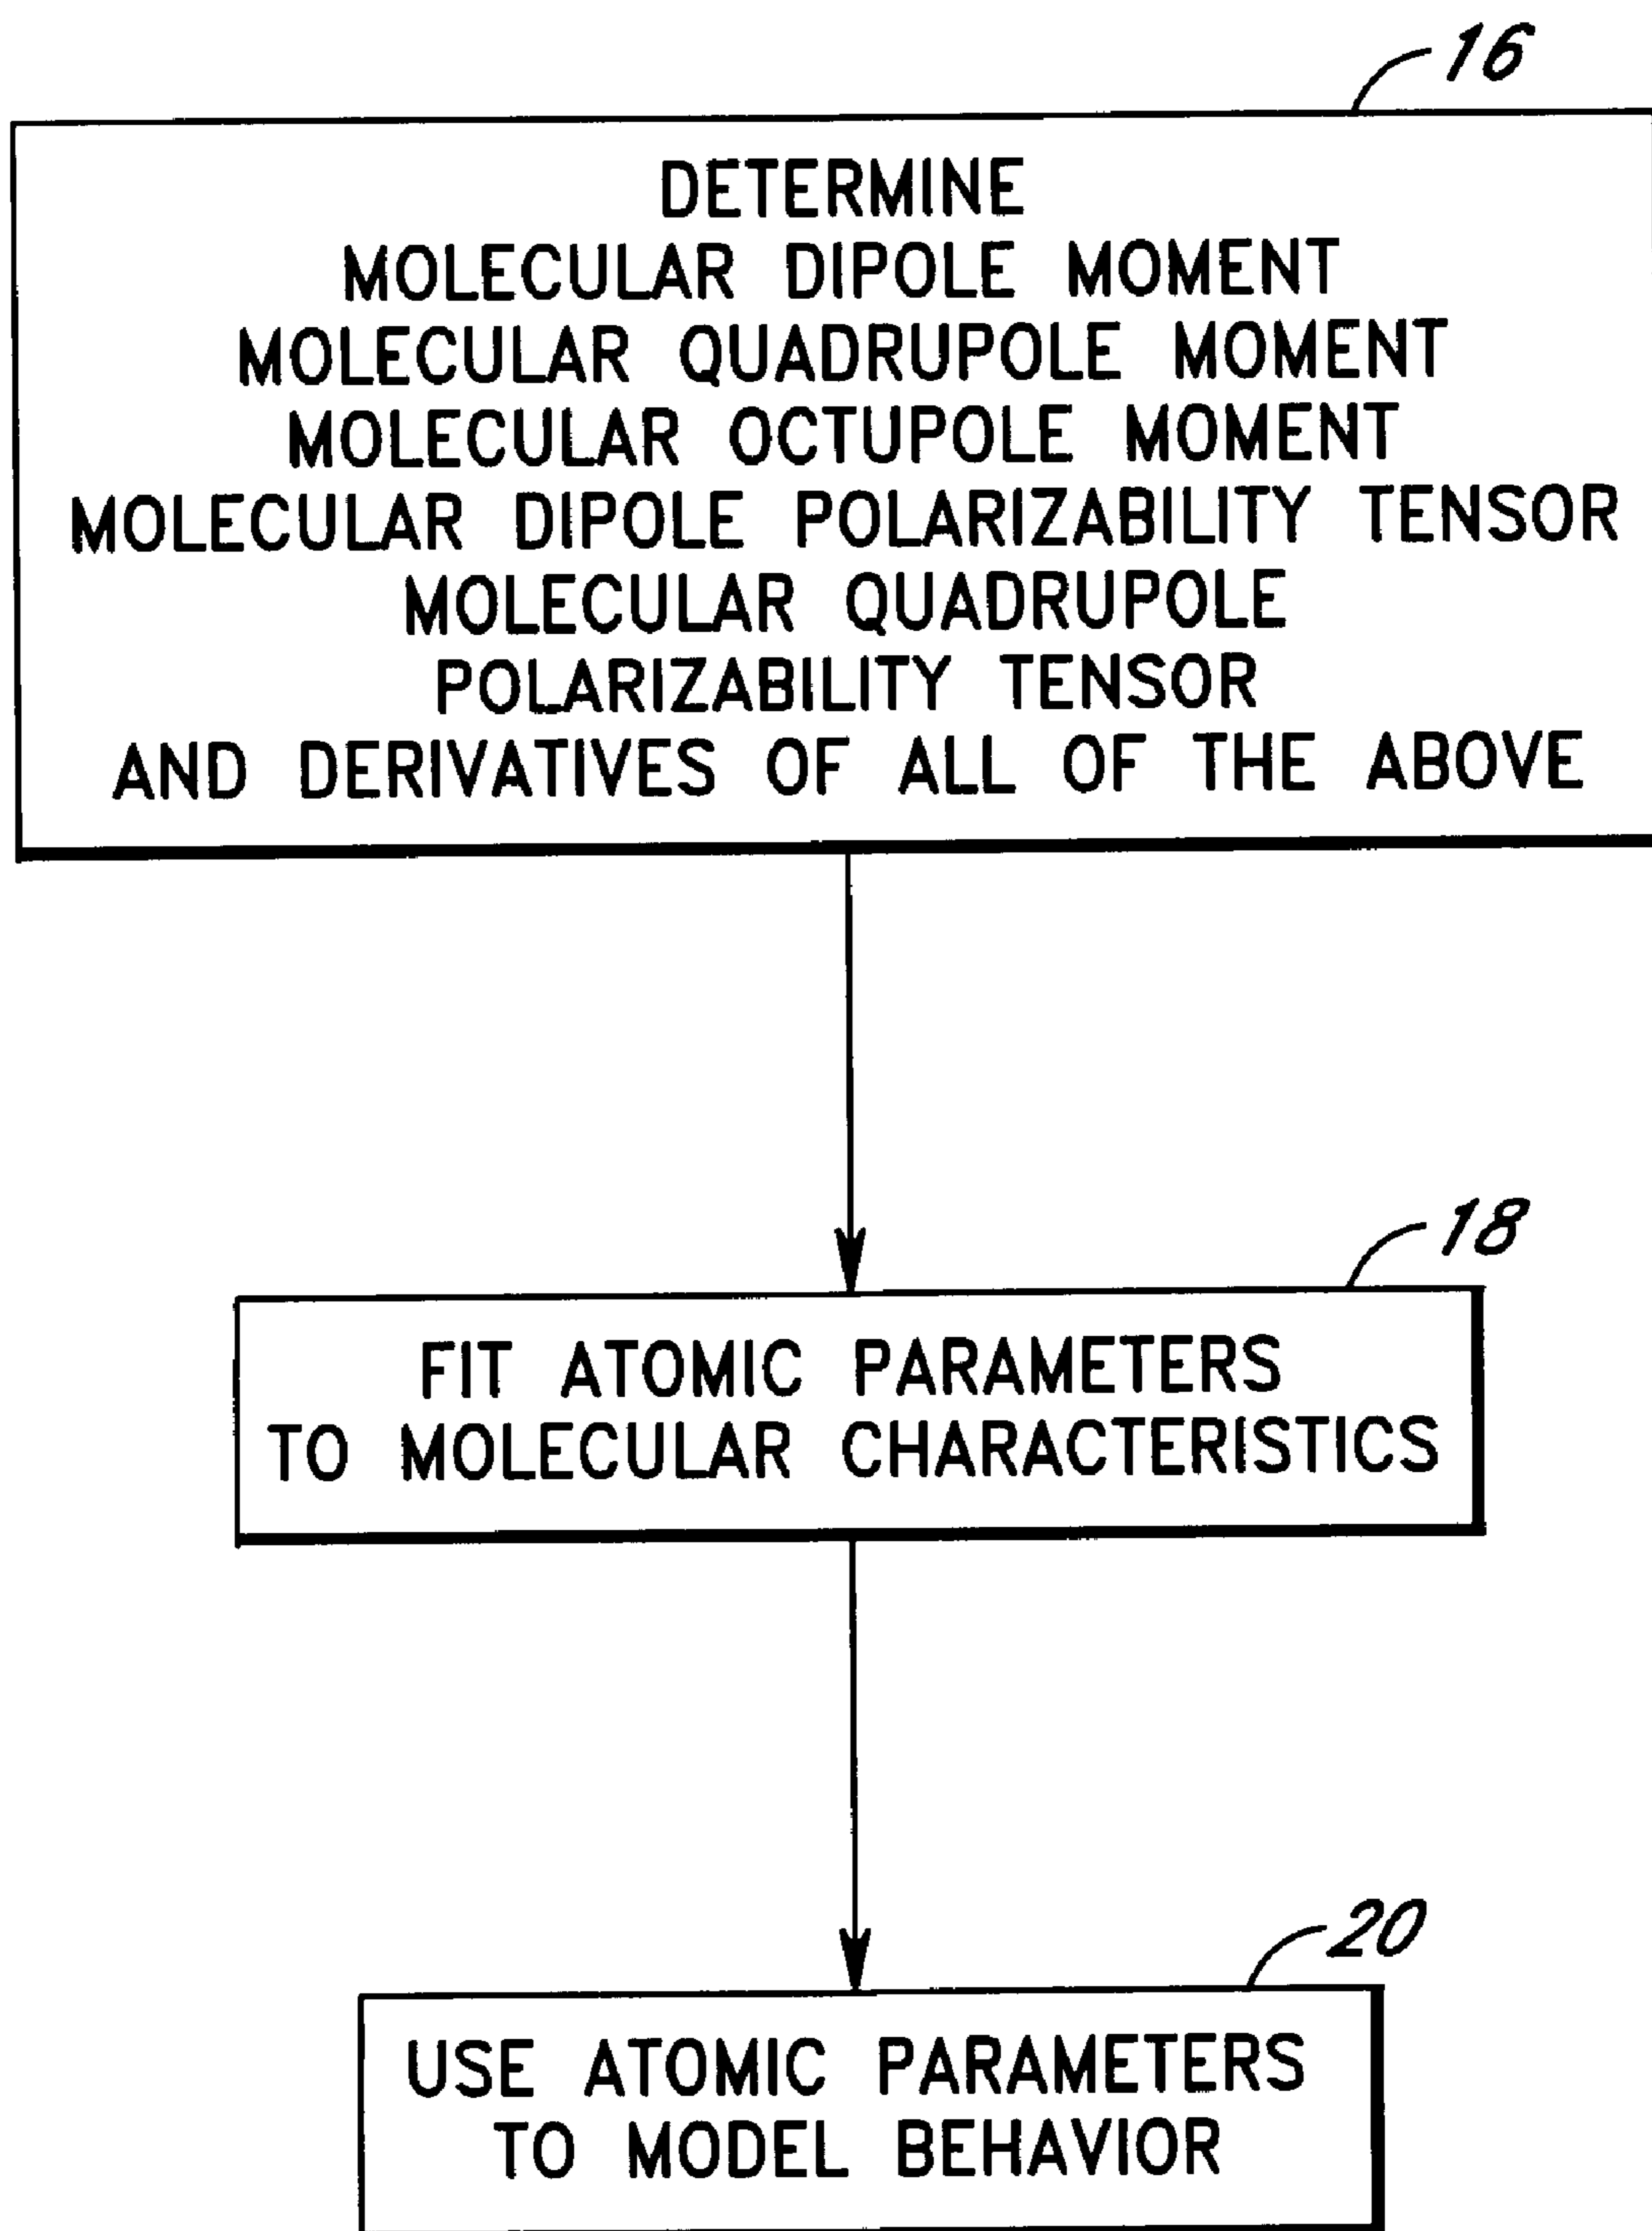 16
DETERMINE
MOLECULAR DIPOLE MOMENT
MOLECULAR QUADRUPOLE MOMENT
MOLECULAR OCTUPOLE MOMENT
MOLECULAR DIPOLE POLARIZABILITY TENSOR
MOLECULAR QUADRUPOLE
POLARIZABILITY TENSOR
AND DERIVATIVES OF ALL OF THE ABOVE
18
FIT ATOMIC PARAMETERS
TO MOLECULAR CHARACTERISTICS
20
USE ATOMIC PARAMETERS
TO MODEL BEHAVIOR